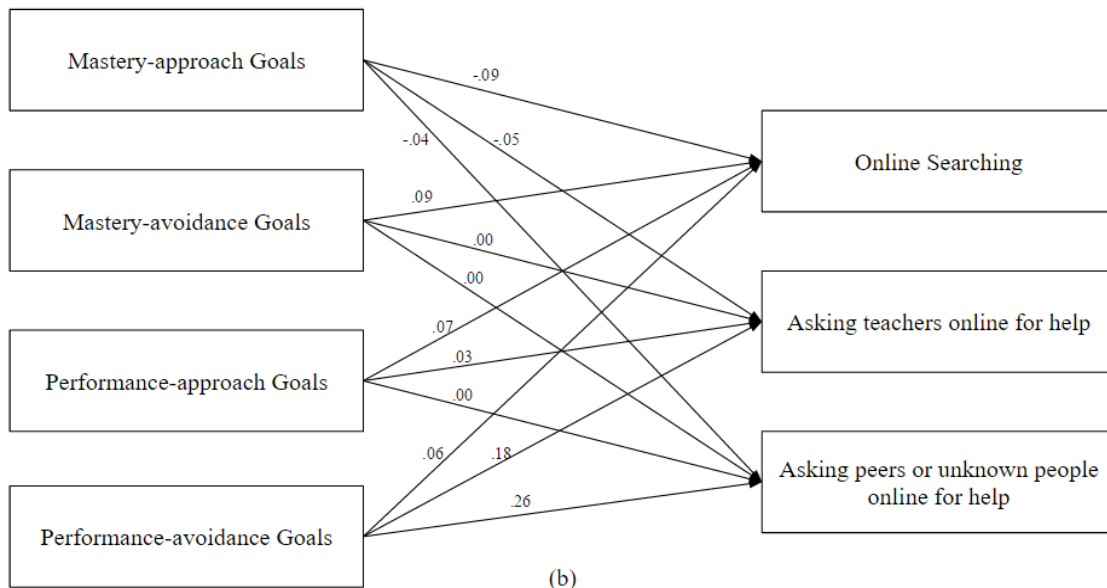 Mastery-approach Goals
-.09
-.04
-.05
Online Searching
Mastery-avoidance Goals
.09
.00
.00
Asking teachers online for help
Performance-approach Goals
.07
.03
.00
Asking peers or unknown people
online for help
Performance-avoidance Goals
.06
.18
.26
(b)